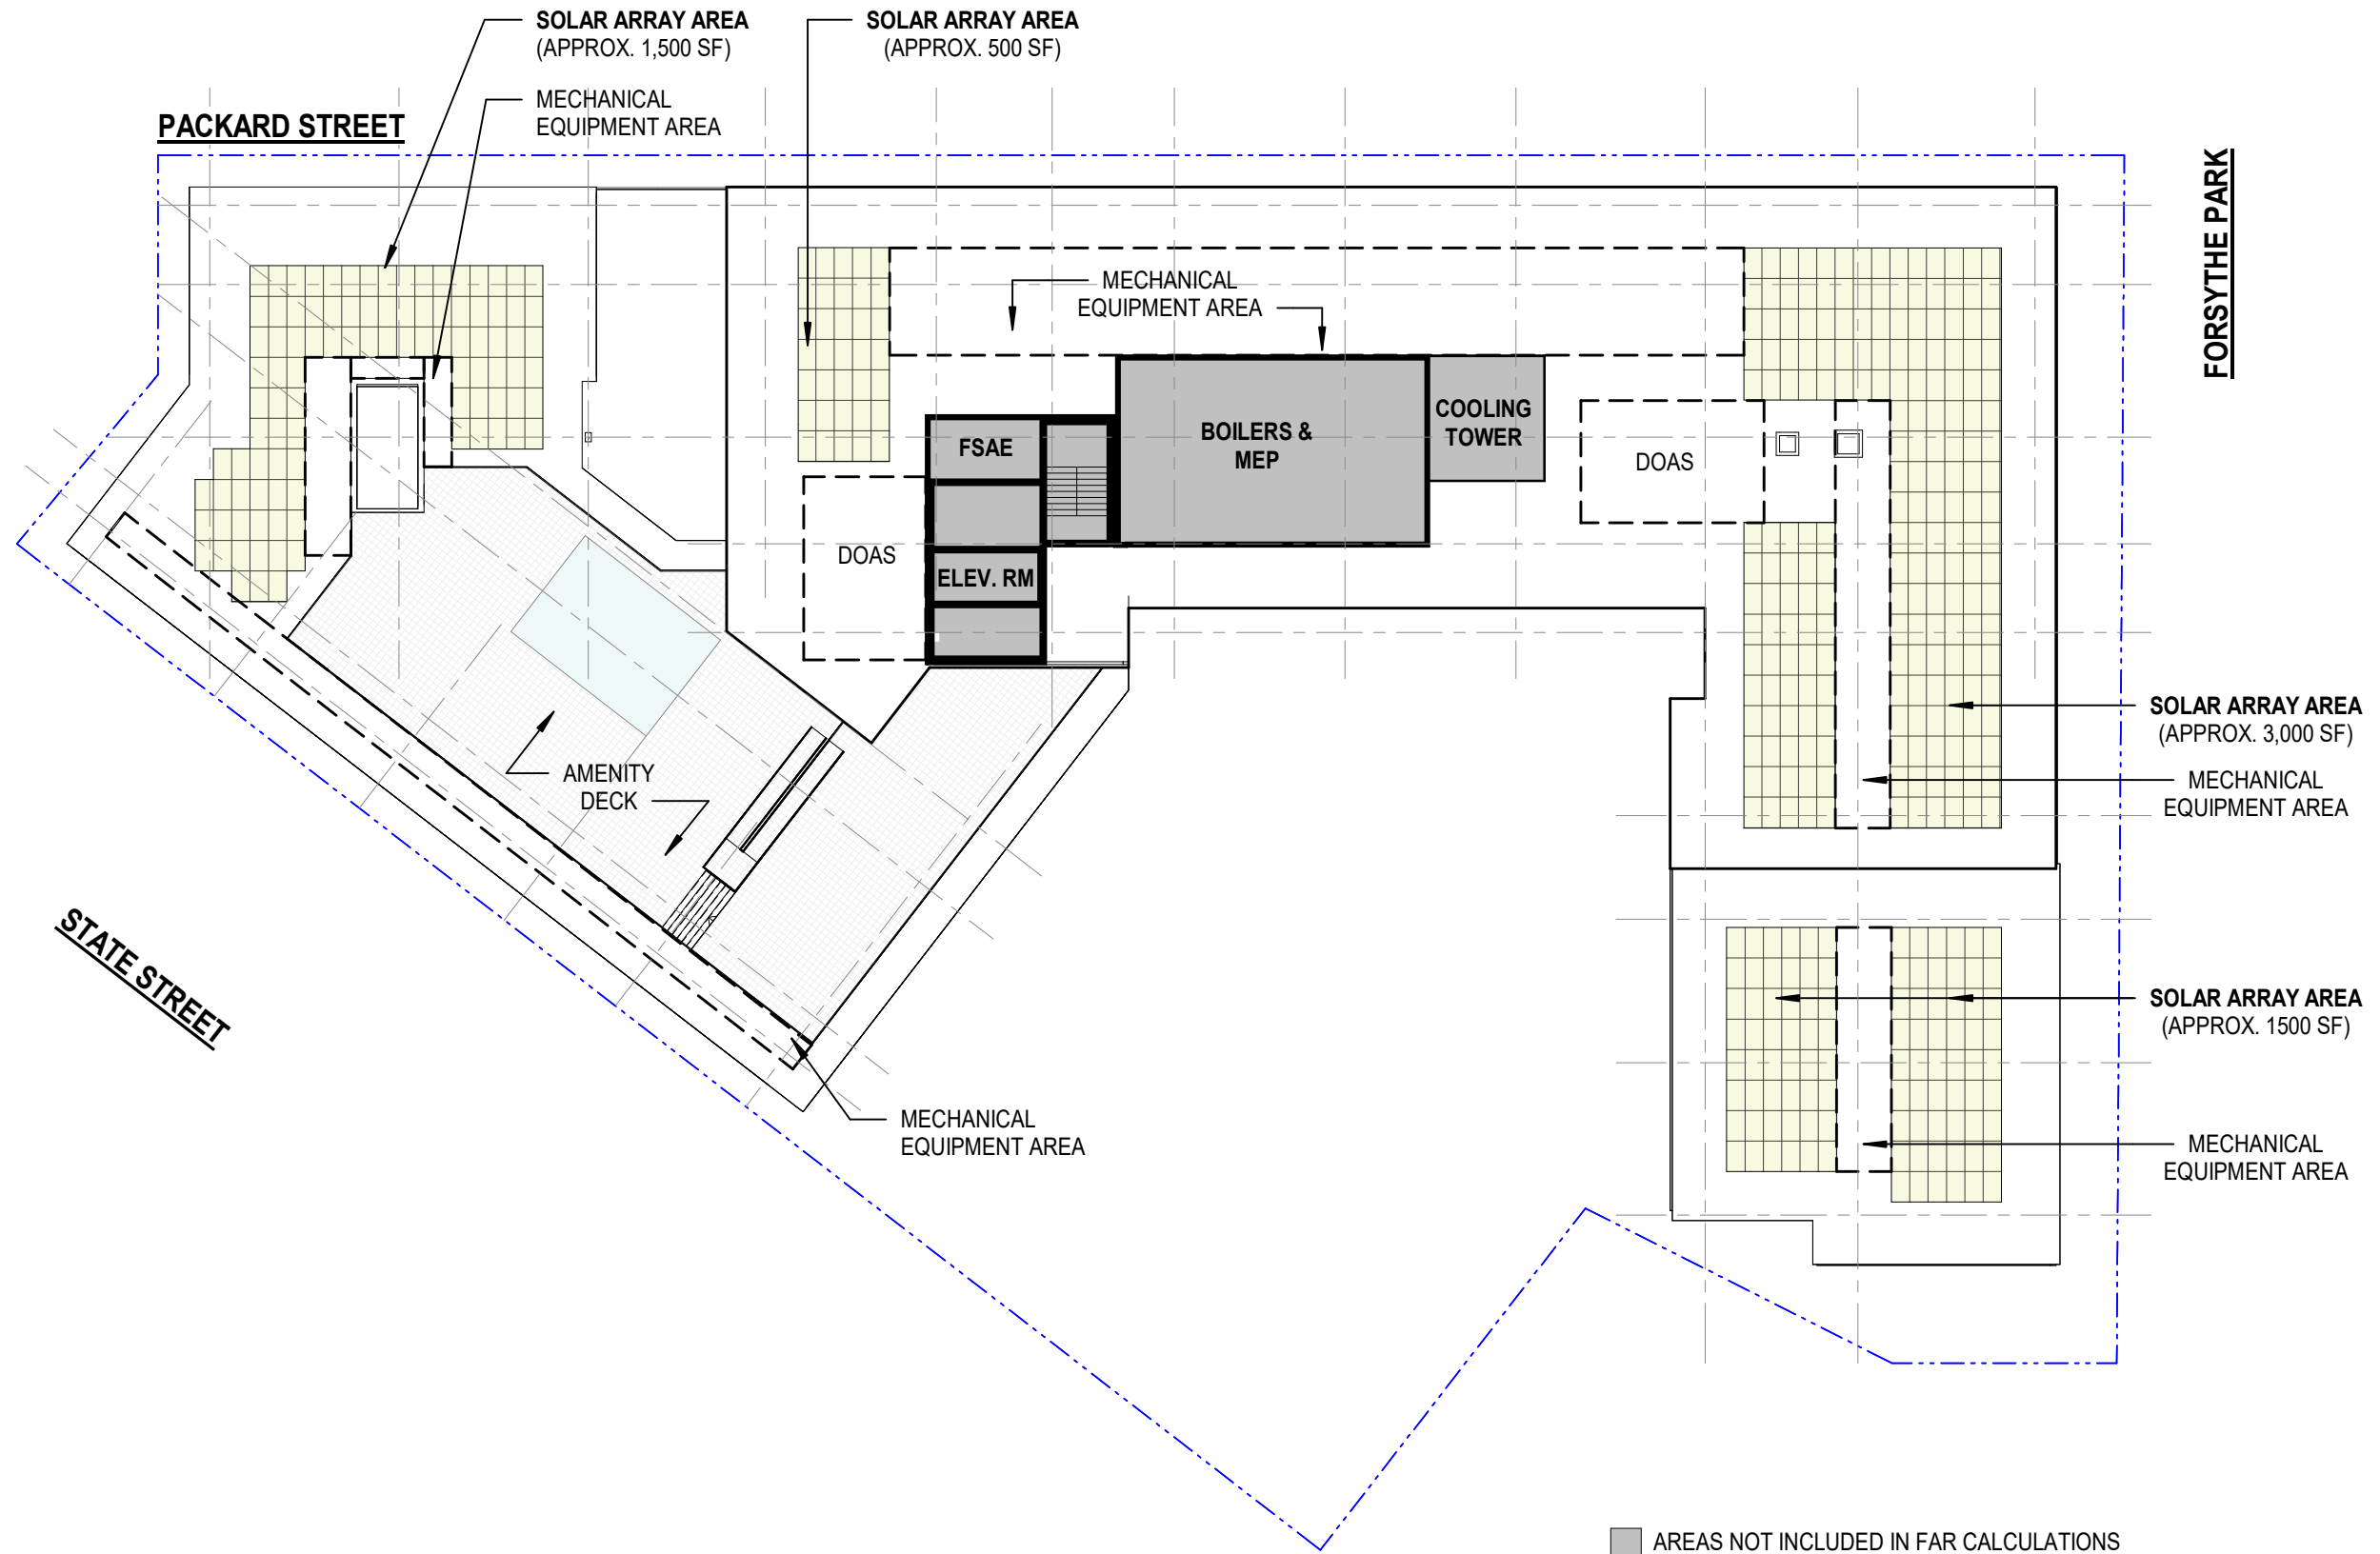 SOLAR ARRAY AREA
(APPROX. 1,500 SF)
SOLAR ARRAY AREA
(APPROX. 500 SF)
MECHANICAL
EQUIPMENT AREA
PACKARD STREET
FORSYTHE PARK
MECHANICAL
EQUIPMENT AREA
COOLING
TOWER
BOILERS &
MEP
FSAE
DOAS
DOAS
ELEV. RM
SOLAR ARRAY AREA
(APPROX. 3,000 SF)
MECHANICAL
EQUIPMENT AREA
AMENITY
DECK
STATE STREET
SOLAR ARRAY AREA
(APPROX. 1500 SF)
MECHANICAL
EQUIPMENT AREA
MECHANICAL
EQUIPMENT AREA
AREAS NOT INCLUDED IN FAR CALCULATIONS